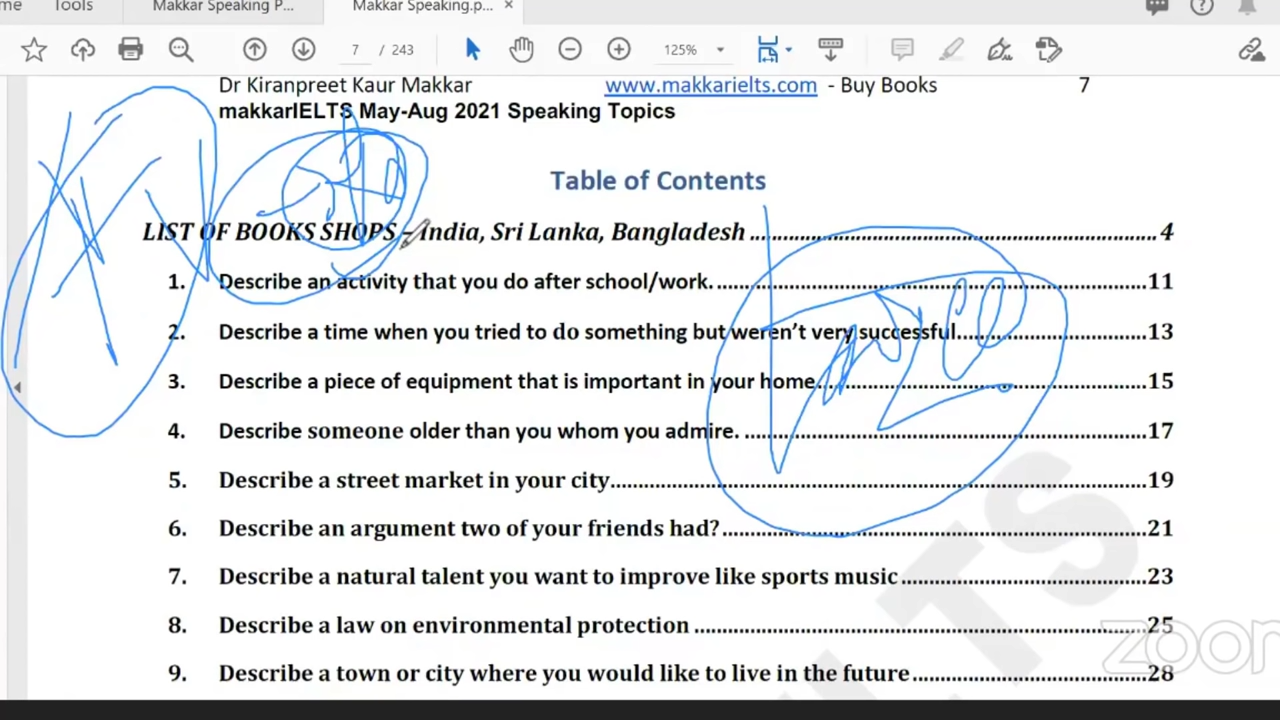 me Tools Makkar Speaking P... Makkar Speaking.p... ×
7 / 243 125%
Dr Kiranpreet Kaur Makkar www.makkarielts.com - Buy Books 7
makkarIELTS May-Aug 2021 Speaking Topics
Table of Contents
LIST OF BOOKS SHOPS – India, Sri Lanka, Bangladesh 4
1. Describe an activity that you do after school/work. 11
2. Describe a time when you tried to do something but weren't very successful. 13
3. Describe a piece of equipment that is important in your home. 15
4. Describe someone older than you whom you admire. 17
5. Describe a street market in your city 19
6. Describe an argument two of your friends had? 21
7. Describe a natural talent you want to improve like sports music 23
8. Describe a law on environmental protection 25
zoom
9. Describe a town or city where you would like to live in the future 28